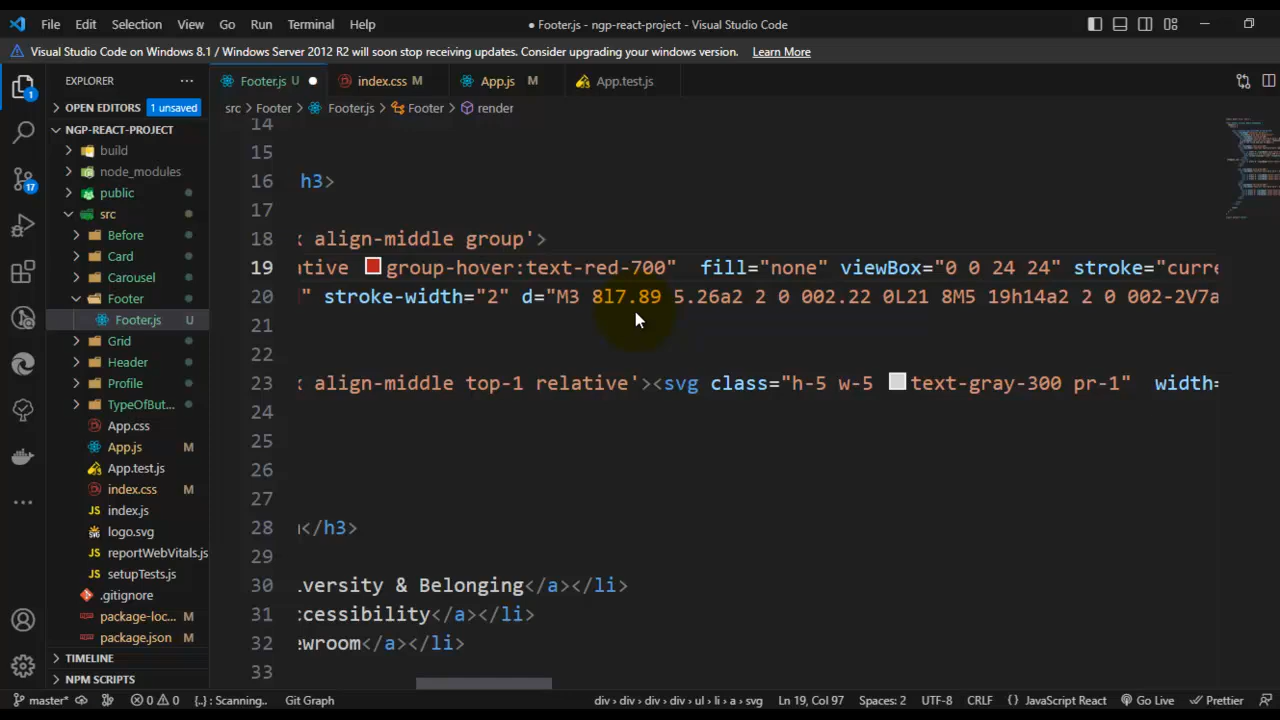 File Edit Selection View Go Run Terminal Help ● Footer.js - ngp-react-project - Visual Studio Code
Visual Studio Code on Windows 8.1 / Windows Server 2012 R2 will soon stop receiving updates. Consider upgrading your windows version. Learn More
EXPLORER ···
Footer.js U ●
index.css M
App.js M
App.test.js
OPEN EDITORS 1 unsaved
src > Footer > Footer.js > Footer > render
NGP-REACT-PROJECT
build
node_modules
public
src
Before
Card
Carousel
Footer
Footer.js U
Grid
Header
Profile
TypeOfBut...
App.css
App.js M
App.test.js
index.css M
index.js
logo.svg
reportWebVitals.js
setupTests.js
.gitignore
package-loc... M
package.json M
TIMELINE
NPM SCRIPTS
1
17
14
15
16 h3>
17
18 align-middle group'>
19 tive group-hover:text-red-700" fill="none" viewBox="0 0 24 24" stroke="curre
20 " stroke-width="2" d="M3 8l7.89 5.26a2 2 0 002.22 0L21 8M5 19h14a2 2 0 002-2V7a
21
22
23 align-middle top-1 relative'><svg class="h-5 w-5 text-gray-300 pr-1" width=
24
25
26
27
28 </h3>
29
30 versity & Belonging</a></li>
31 ccessibility</a></li>
32 ewroom</a></li>
33
master* 0 0 {..} : Scanning.. Git Graph div › div › div › div › ul › li › a › svg Ln 19, Col 97 Spaces: 2 UTF-8 CRLF {} JavaScript React Go Live Prettier